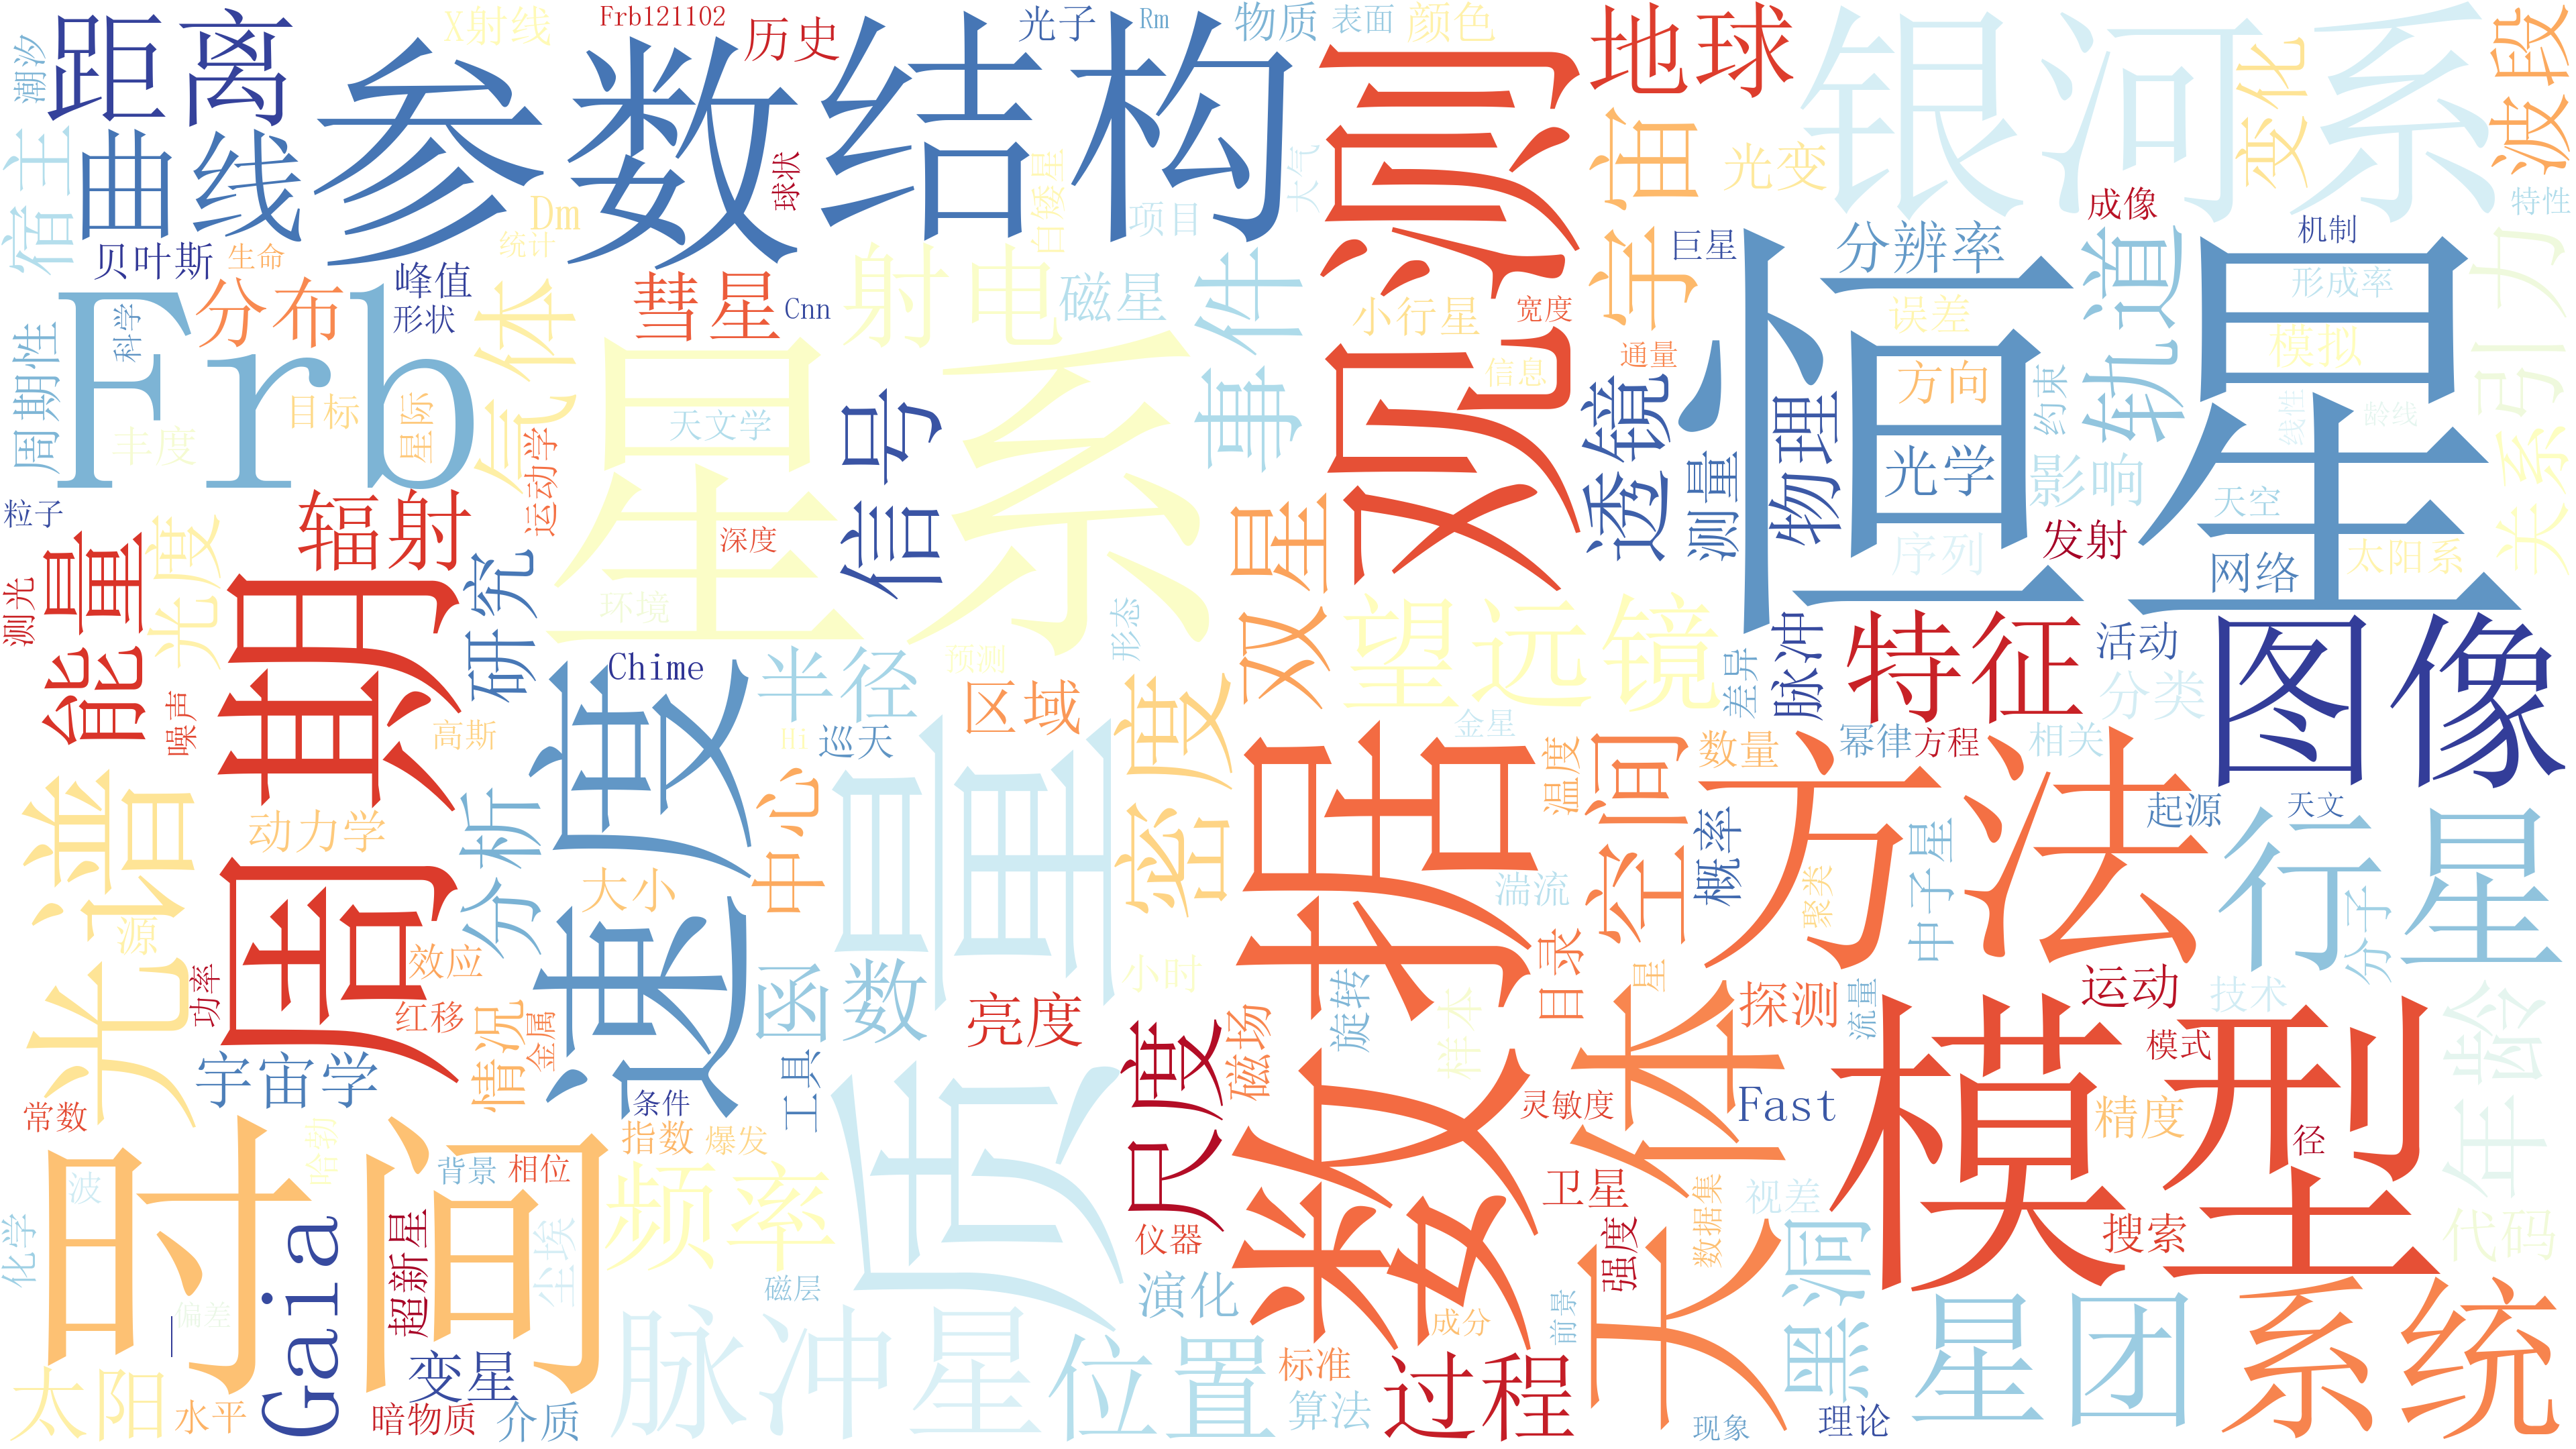 距离
参数
结构
观测
地球
银河系
变化
波段
潮汐
X射线
Frb121102
历史
光子
Rm
物质
表面
颜色
宿主
曲线
Dm
统计
球状
白矮星
项目
大气
宇宙
光变
成像
特性
贝叶斯
生命
峰值
形状
射电
磁星
事件
小行星
宽度
巨星
分辨率
轨道
机制
形成率
引力
Frb
分布
气体
彗星
Cnn
星系
恒星
误差
模拟
通量
信息
周期性
科学
目标
星际
丰度
运动学
天文学
信号
透镜
物理
方向
约束
线性
龄线
关系
粒子
辐射
深度
双星
测量
光学
影响
天空
序列
发射
网络
太阳系
能量
光度
测光
周期
研究
环境
Chime
半径
预测
形态
区域
密度
望远镜
差异
脉冲
特征
活动
分类
图像
噪声
高斯
速度
Hi
巡天
质量
金星
温度
空间
数量
幂律
方程
相关
光谱
动力学
分析
大小
中心
数据
湍流
概率
聚类
方法
中子星
起源
天文
行星
分子
源
效应
函数
小时
目录
星
功率
红移
情况
金属
亮度
尺度
磁场
旋转
样本
天体
探测
流量
运动
技术
年龄
宇宙学
工具
条件
灵敏度
Fast
模型
模式
精度
径
常数
时间
哈勃
背景
相位
指数
爆发
频率
卫星
视差
数据集
搜索
代码
波
化学
Gaia
超新星
尘埃
磁层
仪器
演化
强度
黑洞
偏差
一
脉冲星
位置
成分
前景
星团
系统
太阳
水平
变星
暗物质
介质
标准
算法
过程
现象
理论